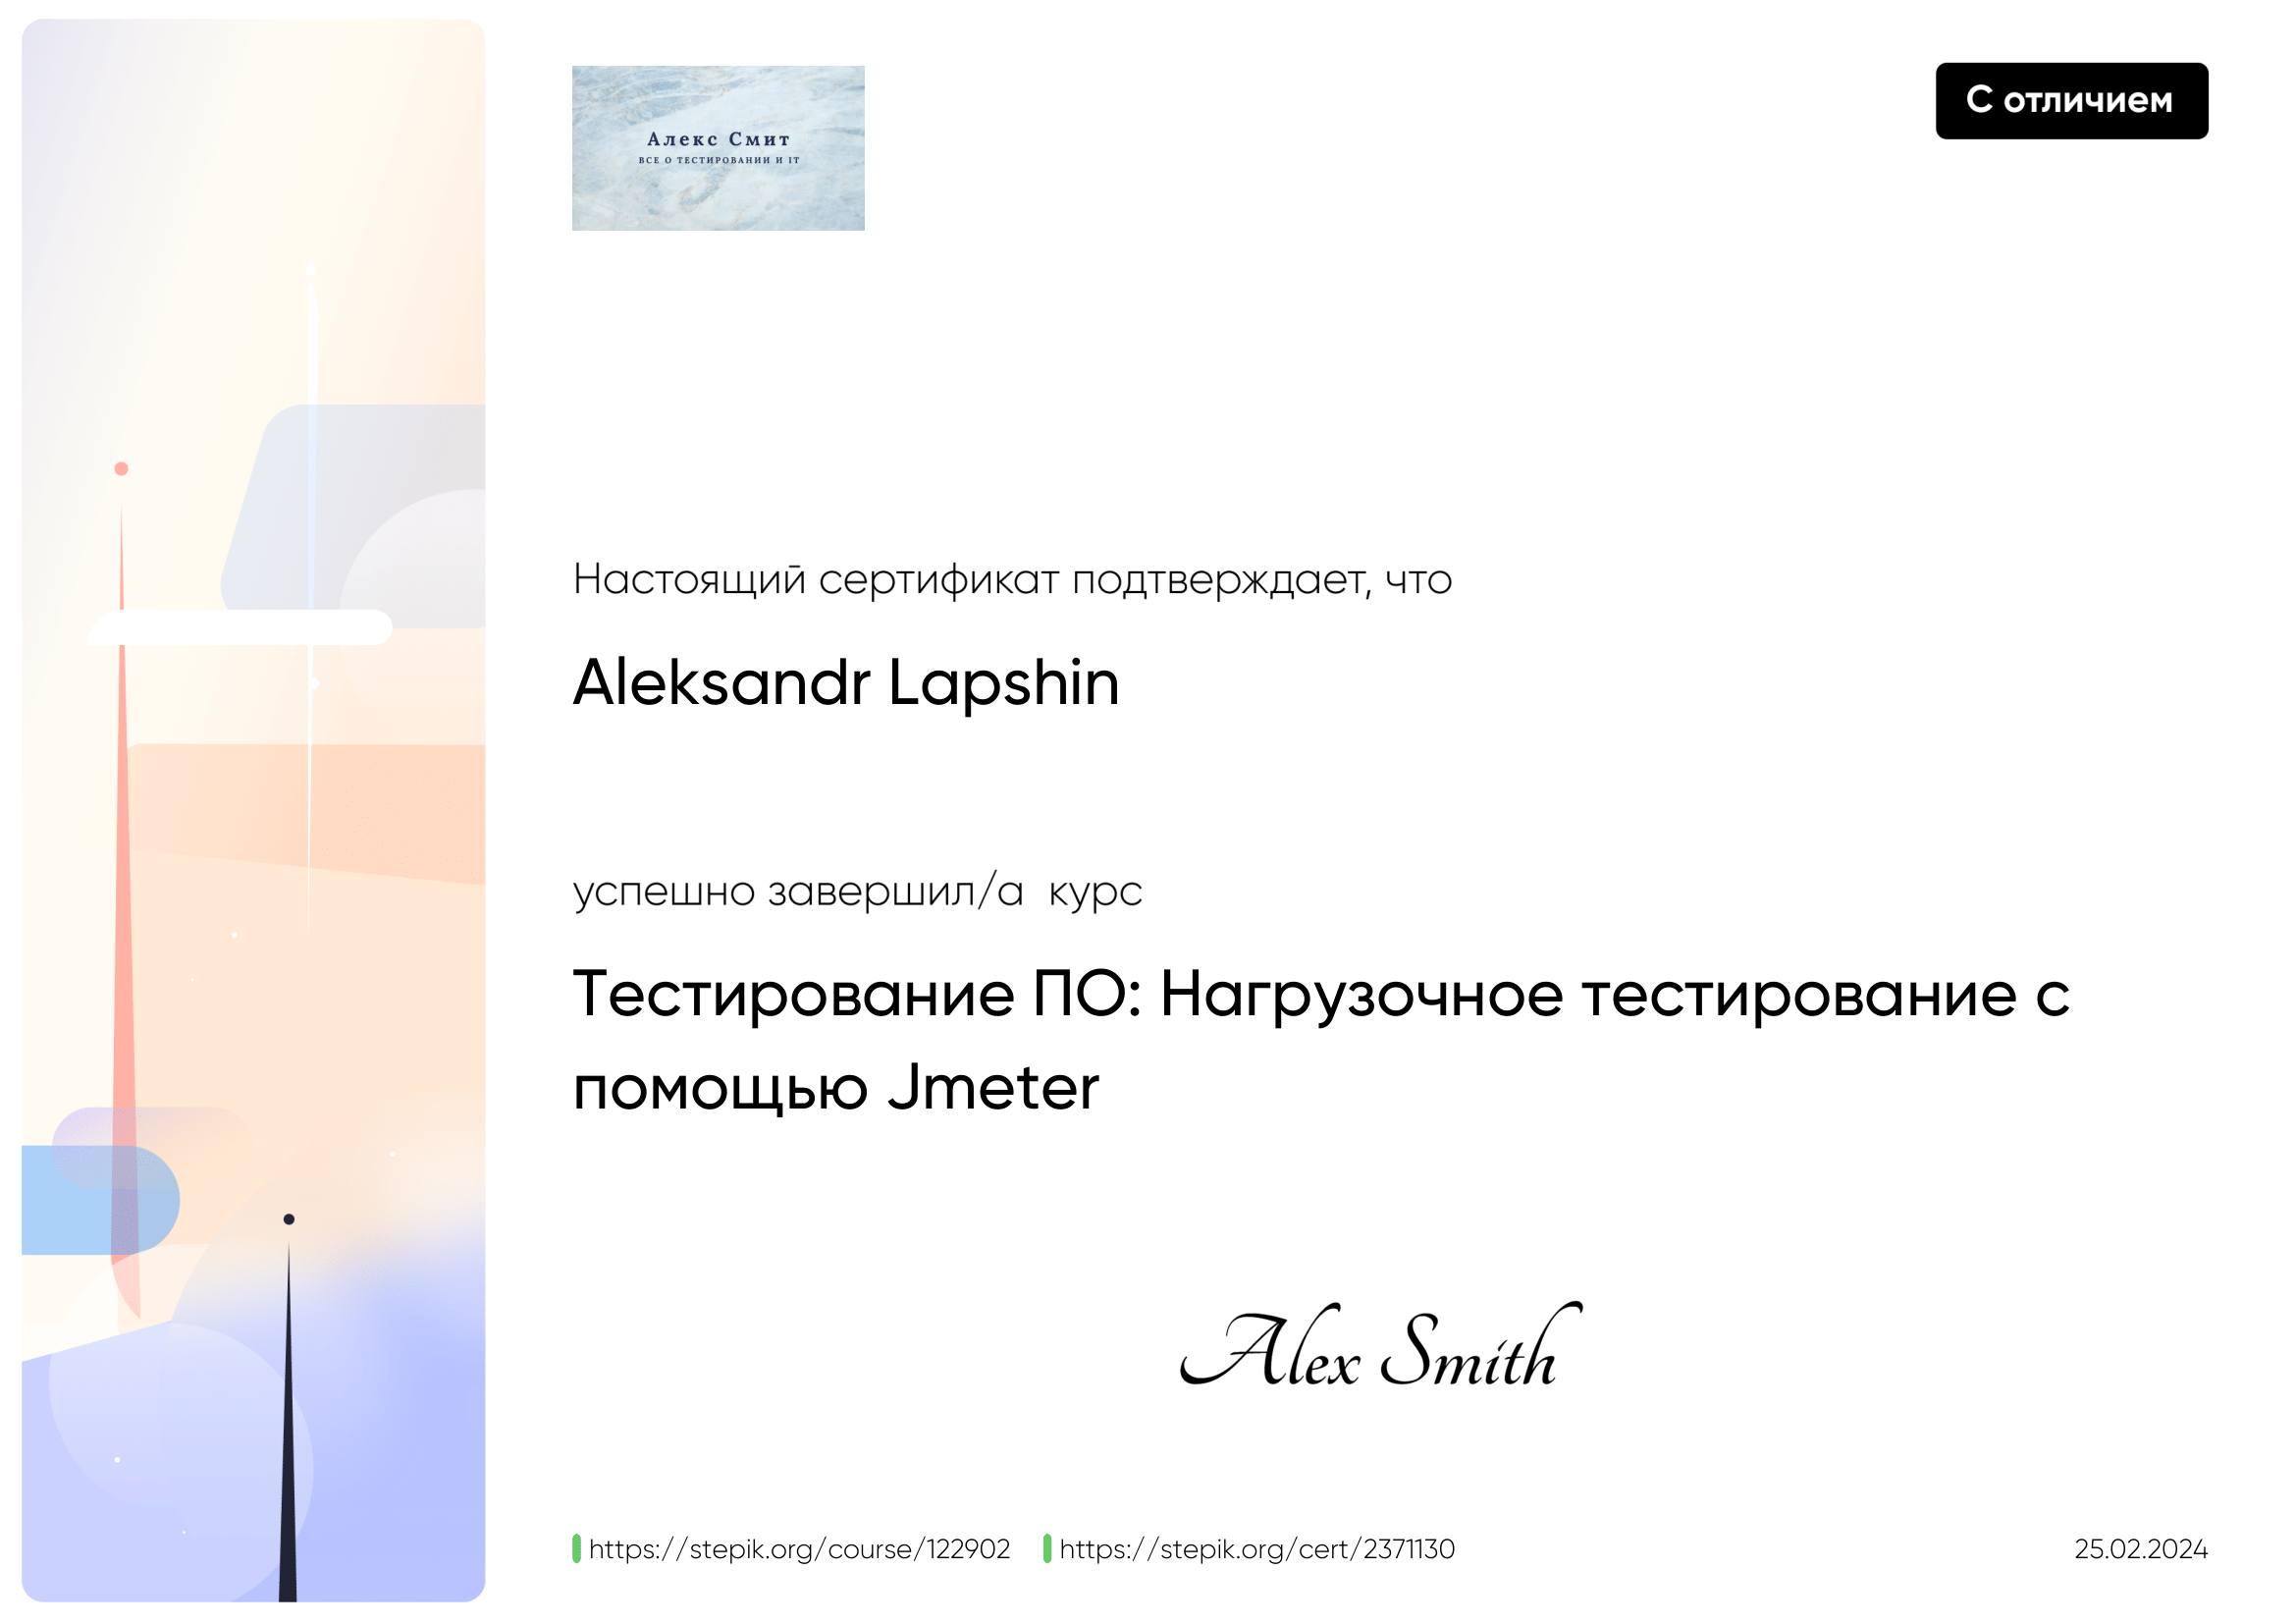 Алекс Смит
ВСЕ О ТЕСТИРОВАНИИ И IT
С отличием
Настоящий сертификат подтверждает, что
Aleksandr Lapshin
успешно завершил/а курс
Тестирование ПО: Нагрузочное тестирование с
помощью Jmeter
Alex Smith
https://stepik.org/course/122902 https://stepik.org/cert/2371130 25.02.2024